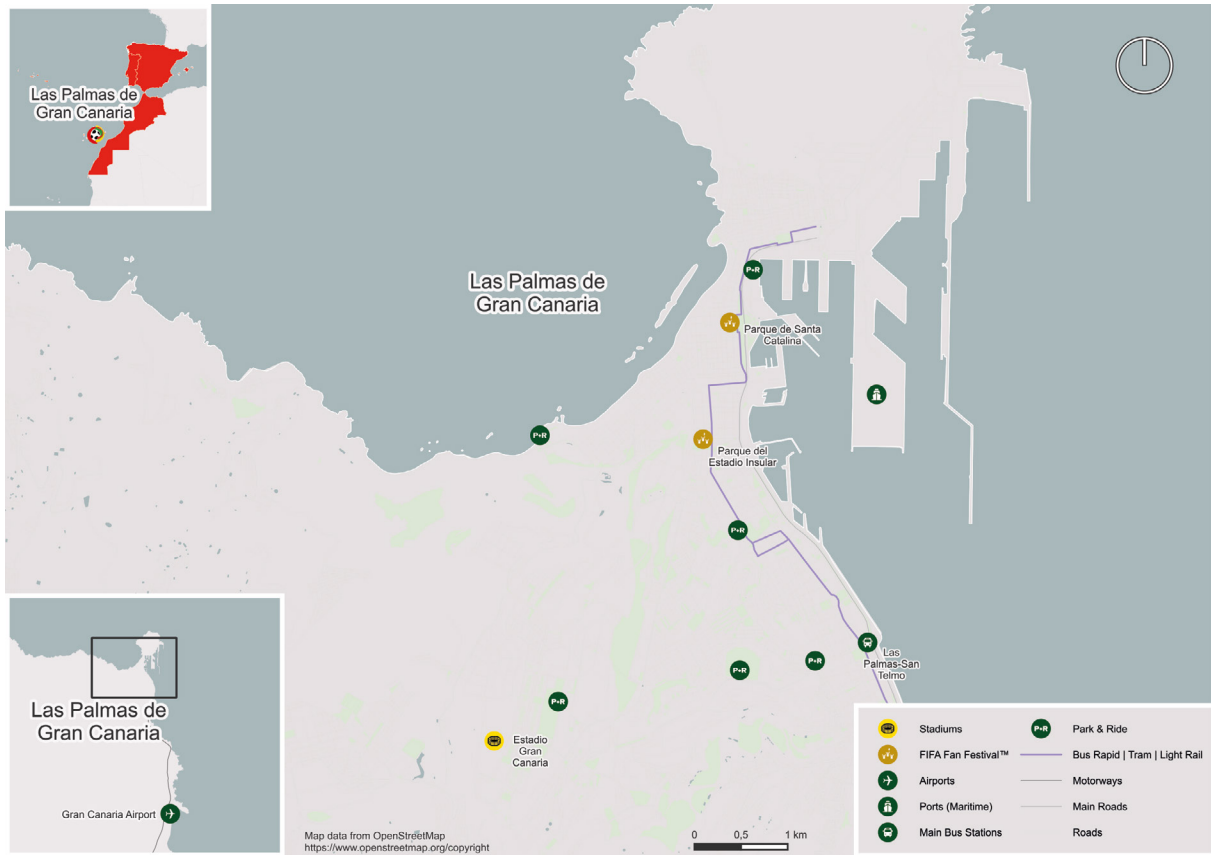 Las Palmas de
Gran Canaria
Las Palmas de
Gran Canaria
P+R
Parque de Santa
Catalina
P+R
Parque del
Estadio Insular
P+R
Las
Palmas-San
Telmo
P+R
P+R
P+R
Estadio
Gran
Canaria
Las Palmas de
Gran Canaria
Gran Canaria Airport
Map data from OpenStreetMap
https://www.openstreetmap.org/copyright
0 0,5 1 km
Stadiums
FIFA Fan Festival™
Airports
Ports (Maritime)
Main Bus Stations
P+R Park & Ride
Bus Rapid | Tram | Light Rail
Motorways
Main Roads
Roads